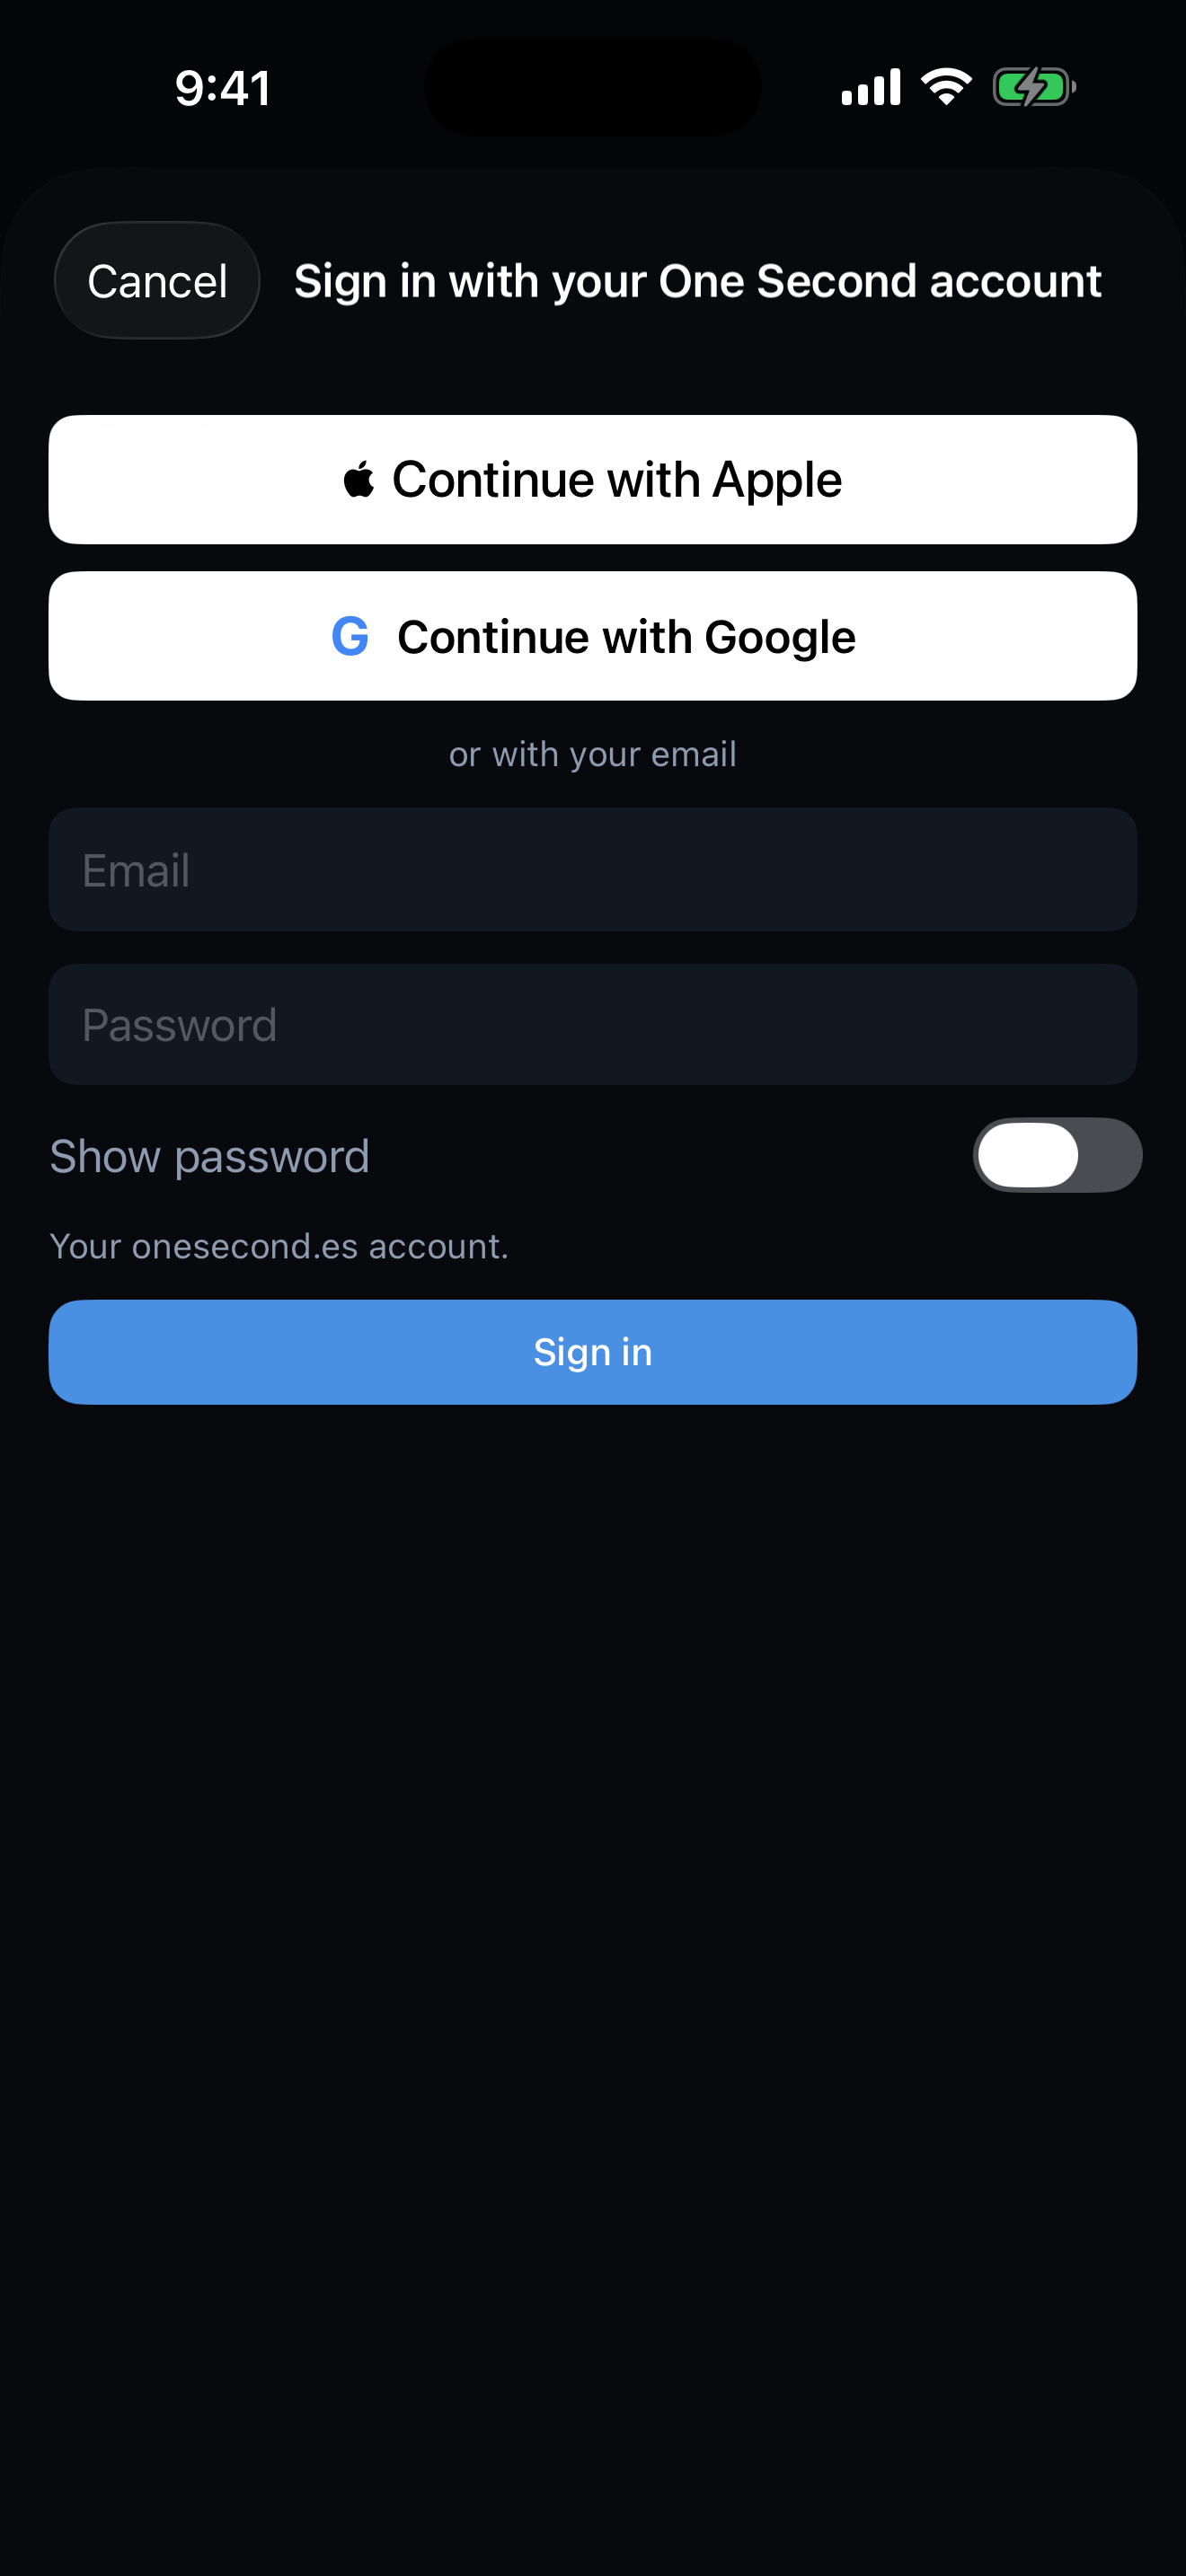 9:41
Cancel
Sign in with your One Second account
Continue with Apple
G Continue with Google
or with your email
Email
Password
Show password
Your onesecond.es account.
Sign in